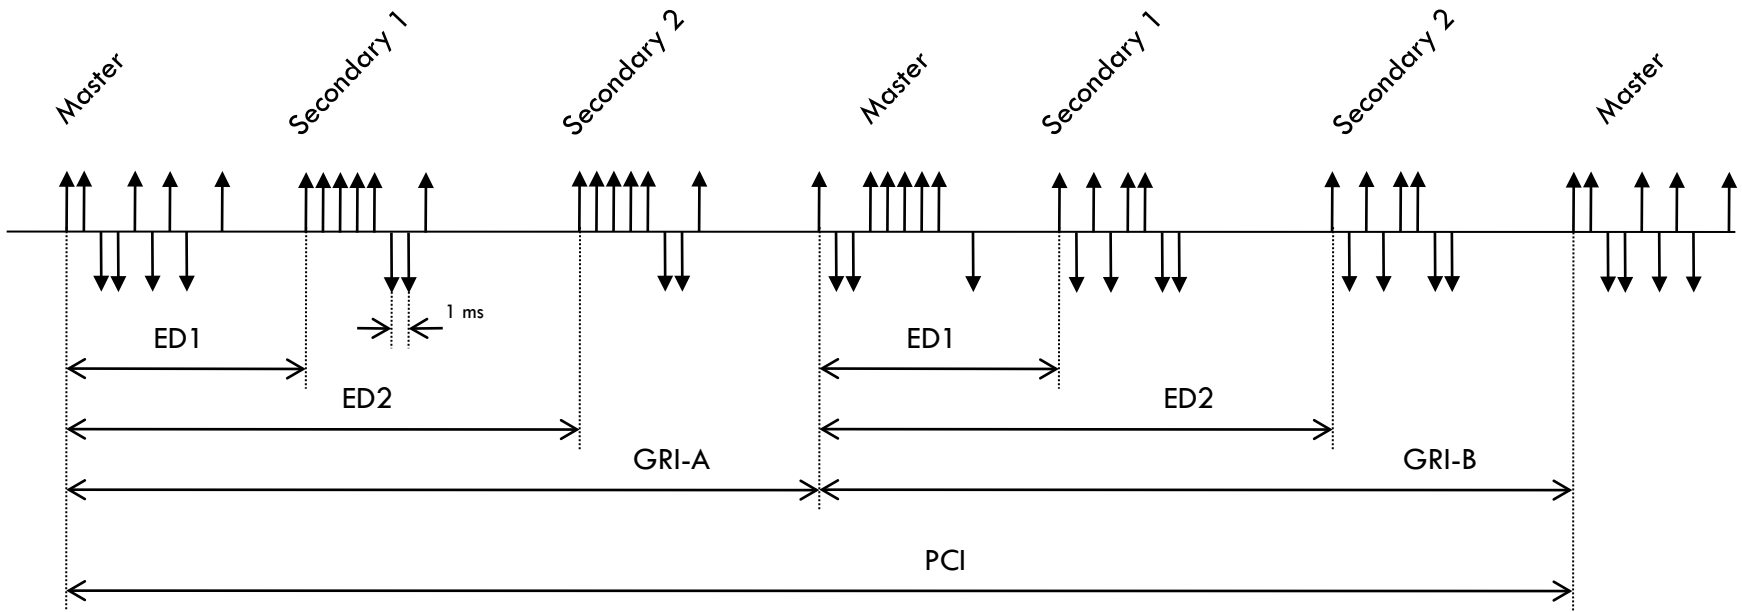 Master
Secondary 1
Secondary 2
Master
Secondary 1
Secondary 2
Master
1 ms
ED1
ED1
ED2
ED2
GRI-A
GRI-B
PCI